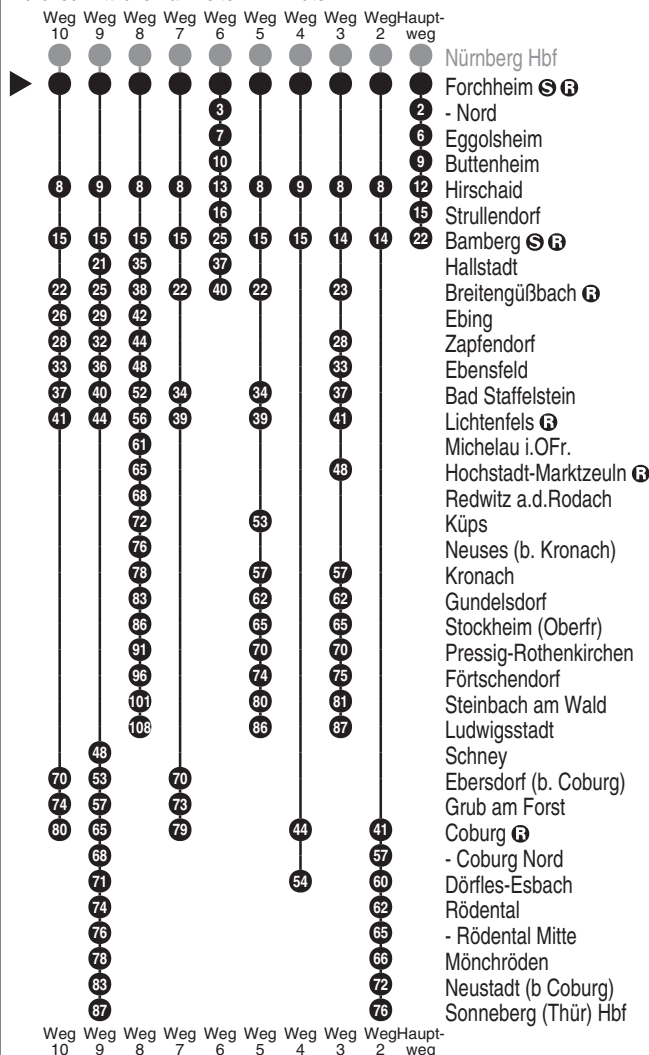 Weg Weg Weg Weg Weg Weg Weg Weg Weg Haupt-
10 9 8 7 6 5 4 3 2 weg
Nürnberg Hbf
Forchheim S R
3 2 - Nord
7 6 Eggolsheim
10 9 Buttenheim
8 9 8 8 13 8 9 8 8 12 Hirschaid
16 15 Strullendorf
15 15 15 15 25 15 15 14 14 22 Bamberg S R
21 35 37 Hallstadt
22 25 38 22 40 22 23 Breitengüßbach R
26 29 42 Ebing
28 32 44 28 Zapfendorf
33 36 48 33 Ebensfeld
37 40 52 34 34 37 Bad Staffelstein
41 44 56 39 39 41 Lichtenfels R
61 Michelau i.OFr.
65 48 Hochstadt-Marktzeuln R
68 Redwitz a.d.Rodach
72 53 Küps
76 Neuses (b. Kronach)
78 57 57 Kronach
83 62 62 Gundelsdorf
86 65 65 Stockheim (Oberfr)
91 70 70 Pressig-Rothenkirchen
96 74 75 Förtschendorf
101 80 81 Steinbach am Wald
108 86 87 Ludwigsstadt
48 Schney
70 53 70 Ebersdorf (b. Coburg)
74 57 73 Grub am Forst
80 65 79 44 41 Coburg R
68 57 - Coburg Nord
71 54 60 Dörfles-Esbach
74 62 Rödental
76 65 - Rödental Mitte
78 66 Mönchröden
83 72 Neustadt (b Coburg)
87 76 Sonneberg (Thür) Hbf
Weg Weg Weg Weg Weg Weg Weg Weg Weg Haupt-
10 9 8 7 6 5 4 3 2 weg